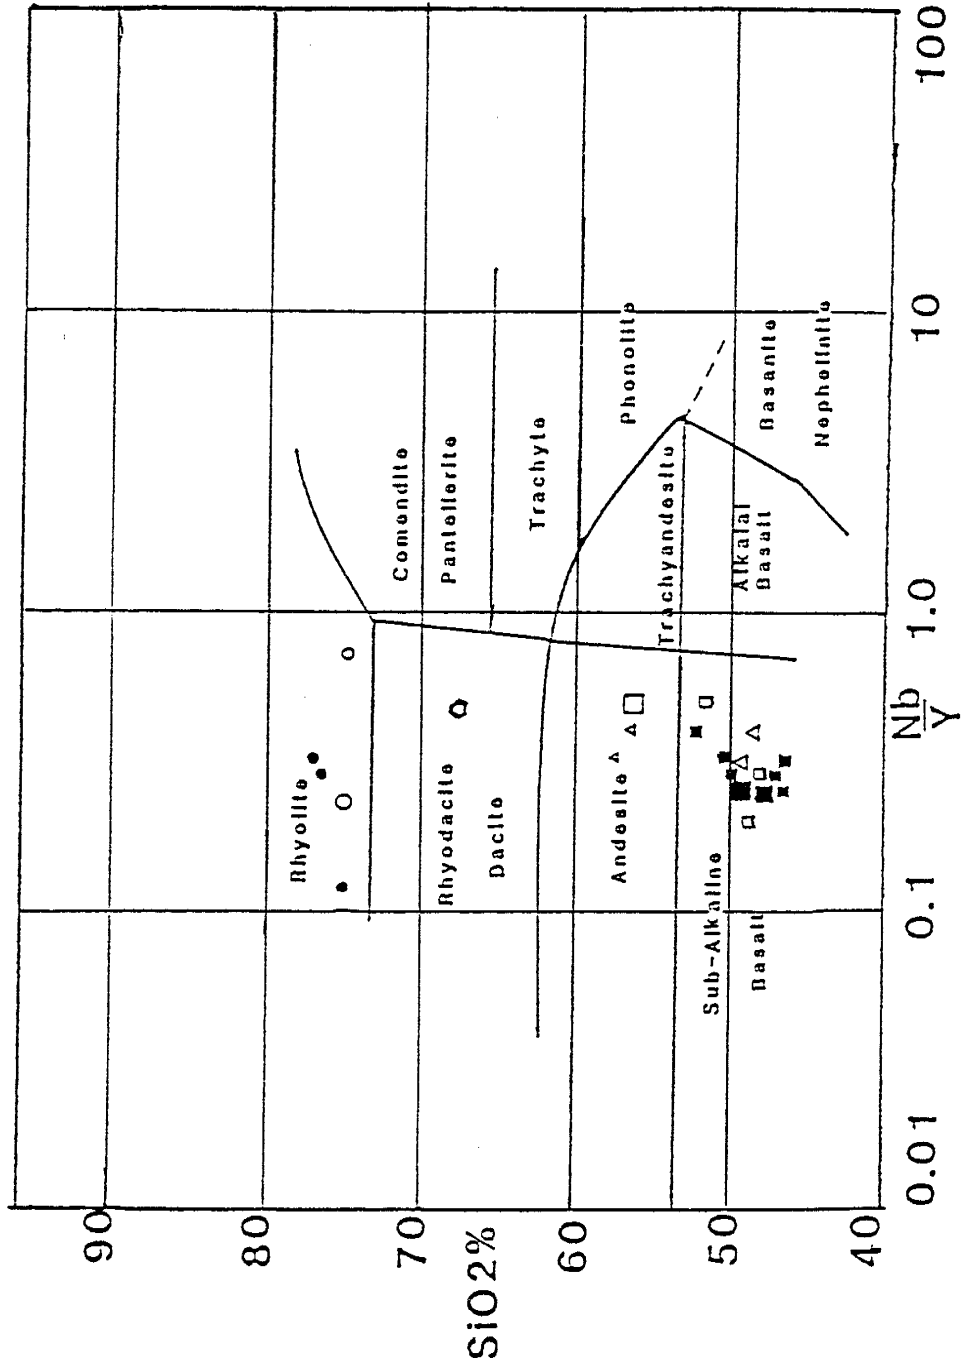 90
80
70
60
50
40
SiO2%
Rhyolite
Comendite
Pantellerite
Rhyodacite
Dacite
Trachyte
Andesite
Phonolite
Trachyandesite
Sub-Alkaline
Basalt
Alkalal
Basalt
Basanite
Nephelinite
0.01
0.1
1.0
10
100
Nb
Y